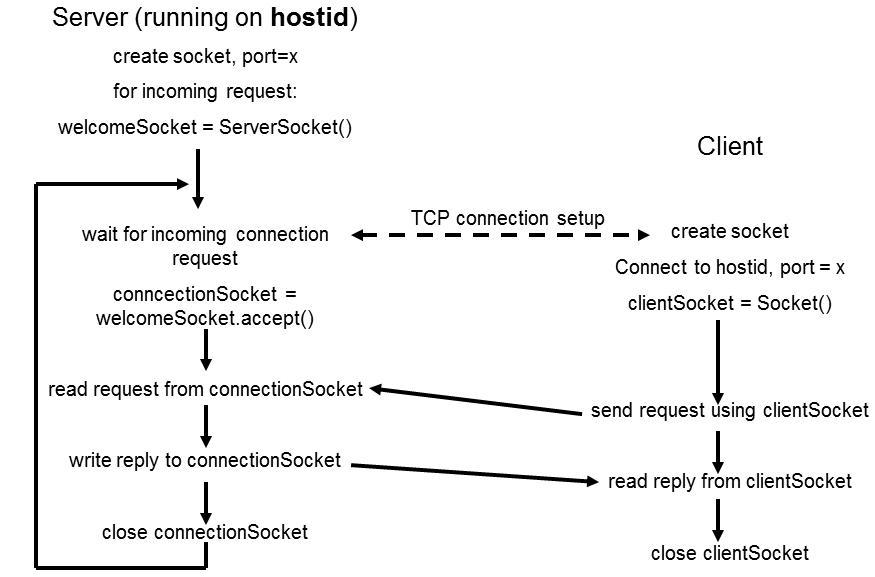 Server (running on hostid)
create socket, port=x
for incoming request:
welcomeSocket = ServerSocket()
Client
TCP connection setup
wait for incoming connection
request
conncectionSocket =
welcomeSocket.accept()
create socket
Connect to hostid, port = x
clientSocket = Socket()
read request from connectionSocket
send request using clientSocket
write reply to connectionSocket
read reply from clientSocket
close connectionSocket
close clientSocket